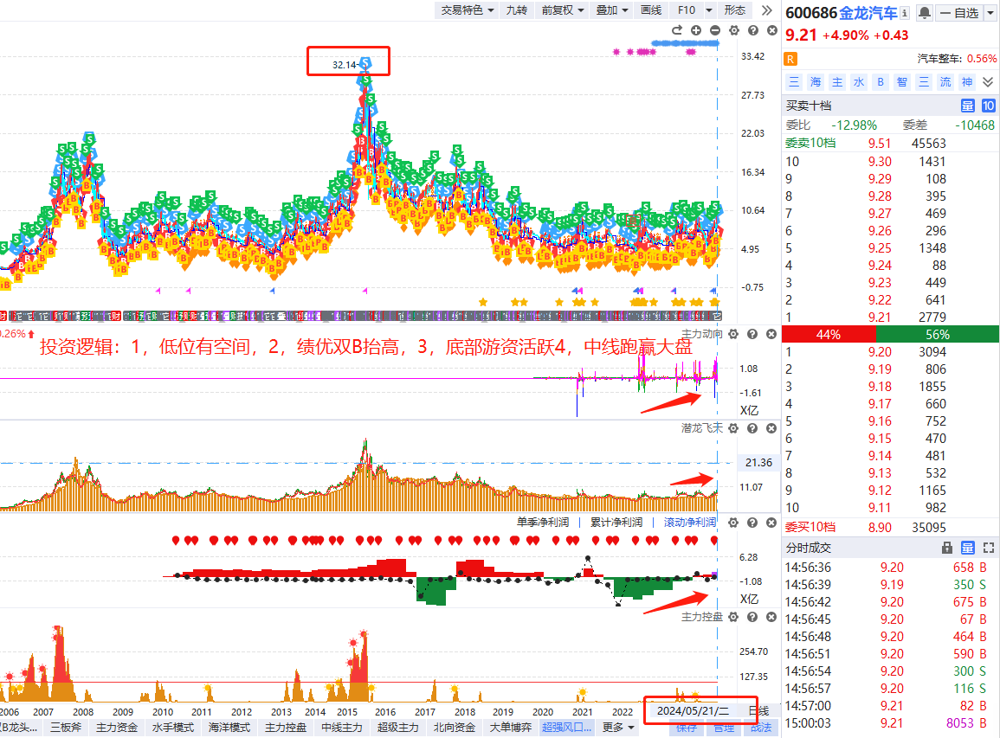 交易特色 九转 前复权 叠加 画线 F10 形态
600686 金龙汽车 自选
9.21 +4.90% +0.43
R 汽车整车: 0.56%
三 海 主 水 B 智 三 流 神
买卖十档 量 10
委比 -12.98% 委差 -10468
委卖10档 9.51 45563
10 9.30 1431
9 9.29 108
8 9.28 395
7 9.27 469
6 9.26 296
5 9.25 1348
4 9.24 88
3 9.23 449
2 9.22 641
1 9.21 2779
44% 56%
1 9.20 3094
2 9.19 806
3 9.18 1855
4 9.17 660
5 9.16 752
6 9.15 470
7 9.14 481
8 9.13 532
9 9.12 1165
10 9.11 982
委买10档 8.90 35095
分时成交 量
14:56:36 9.20 658 B
14:56:39 9.19 350 S
14:56:42 9.20 675 B
14:56:45 9.20 67 B
14:56:48 9.20 464 B
14:56:51 9.20 590 B
14:56:54 9.20 300 S
14:56:57 9.20 116 S
14:57:00 9.21 82 B
15:00:03 9.21 8053 B
32.14
33.42
27.73
22.03
16.34
10.64
4.95
-0.75
0.26%
主力动向
投资逻辑：1，低位有空间，2，绩优双B抬高，3，底部游资活跃4，中线跑赢大盘
1.08
-1.61
X亿
潜龙飞天
21.36
11.07
单季净利润 | 累计净利润 | 滚动净利润
6.28
-1.08
X亿
主力控盘
254.70
127.35
2006 2007 2008 2009 2010 2011 2012 2013 2014 2015 2016 2017 2018 2019 2020 2021 2022 2024/05/21/二 日线
B龙头... 三板斧 主力资金 水手模式 海洋模式 主力控盘 中线主力 超级主力 北向资金 大单博弈 超强风口... 更多 保存 管理 战法